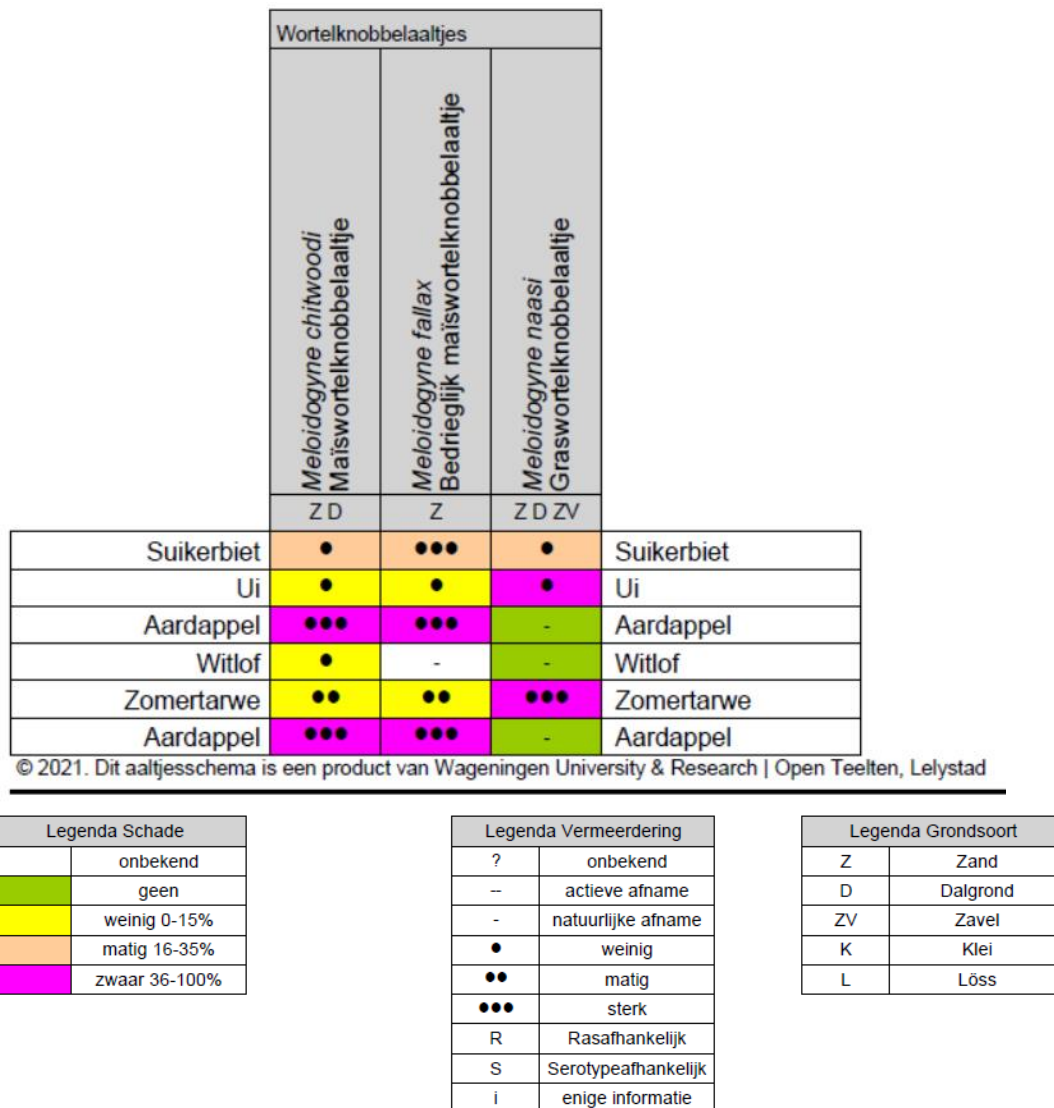 Wortelknobbelaaltjes
Meloidogyne chitwoodi
Maïswortelknobbelaaltje
Meloidogyne fallax
Bedrieglijk maïswortelknobbelaaltje
Meloidogyne naasi
Graswortelknobbelaaltje
Z D Z Z D ZV
Suikerbiet ● ●●● ● Suikerbiet
Ui ● ● ● Ui
Aardappel ●●● ●●● - Aardappel
Witlof ● - - Witlof
Zomertarwe ●● ●● ●●● Zomertarwe
Aardappel ●●● ●●● - Aardappel
© 2021. Dit aaltjesschema is een product van Wageningen University & Research | Open Teelten, Lelystad
Legenda Schade
onbekend
geen
weinig 0-15%
matig 16-35%
zwaar 36-100%
Legenda Vermeerdering
? onbekend
-- actieve afname
- natuurlijke afname
● weinig
●● matig
●●● sterk
R Rasafhankelijk
S Serotypeafhankelijk
i enige informatie
Legenda Grondsoort
Z Zand
D Dalgrond
ZV Zavel
K Klei
L Löss